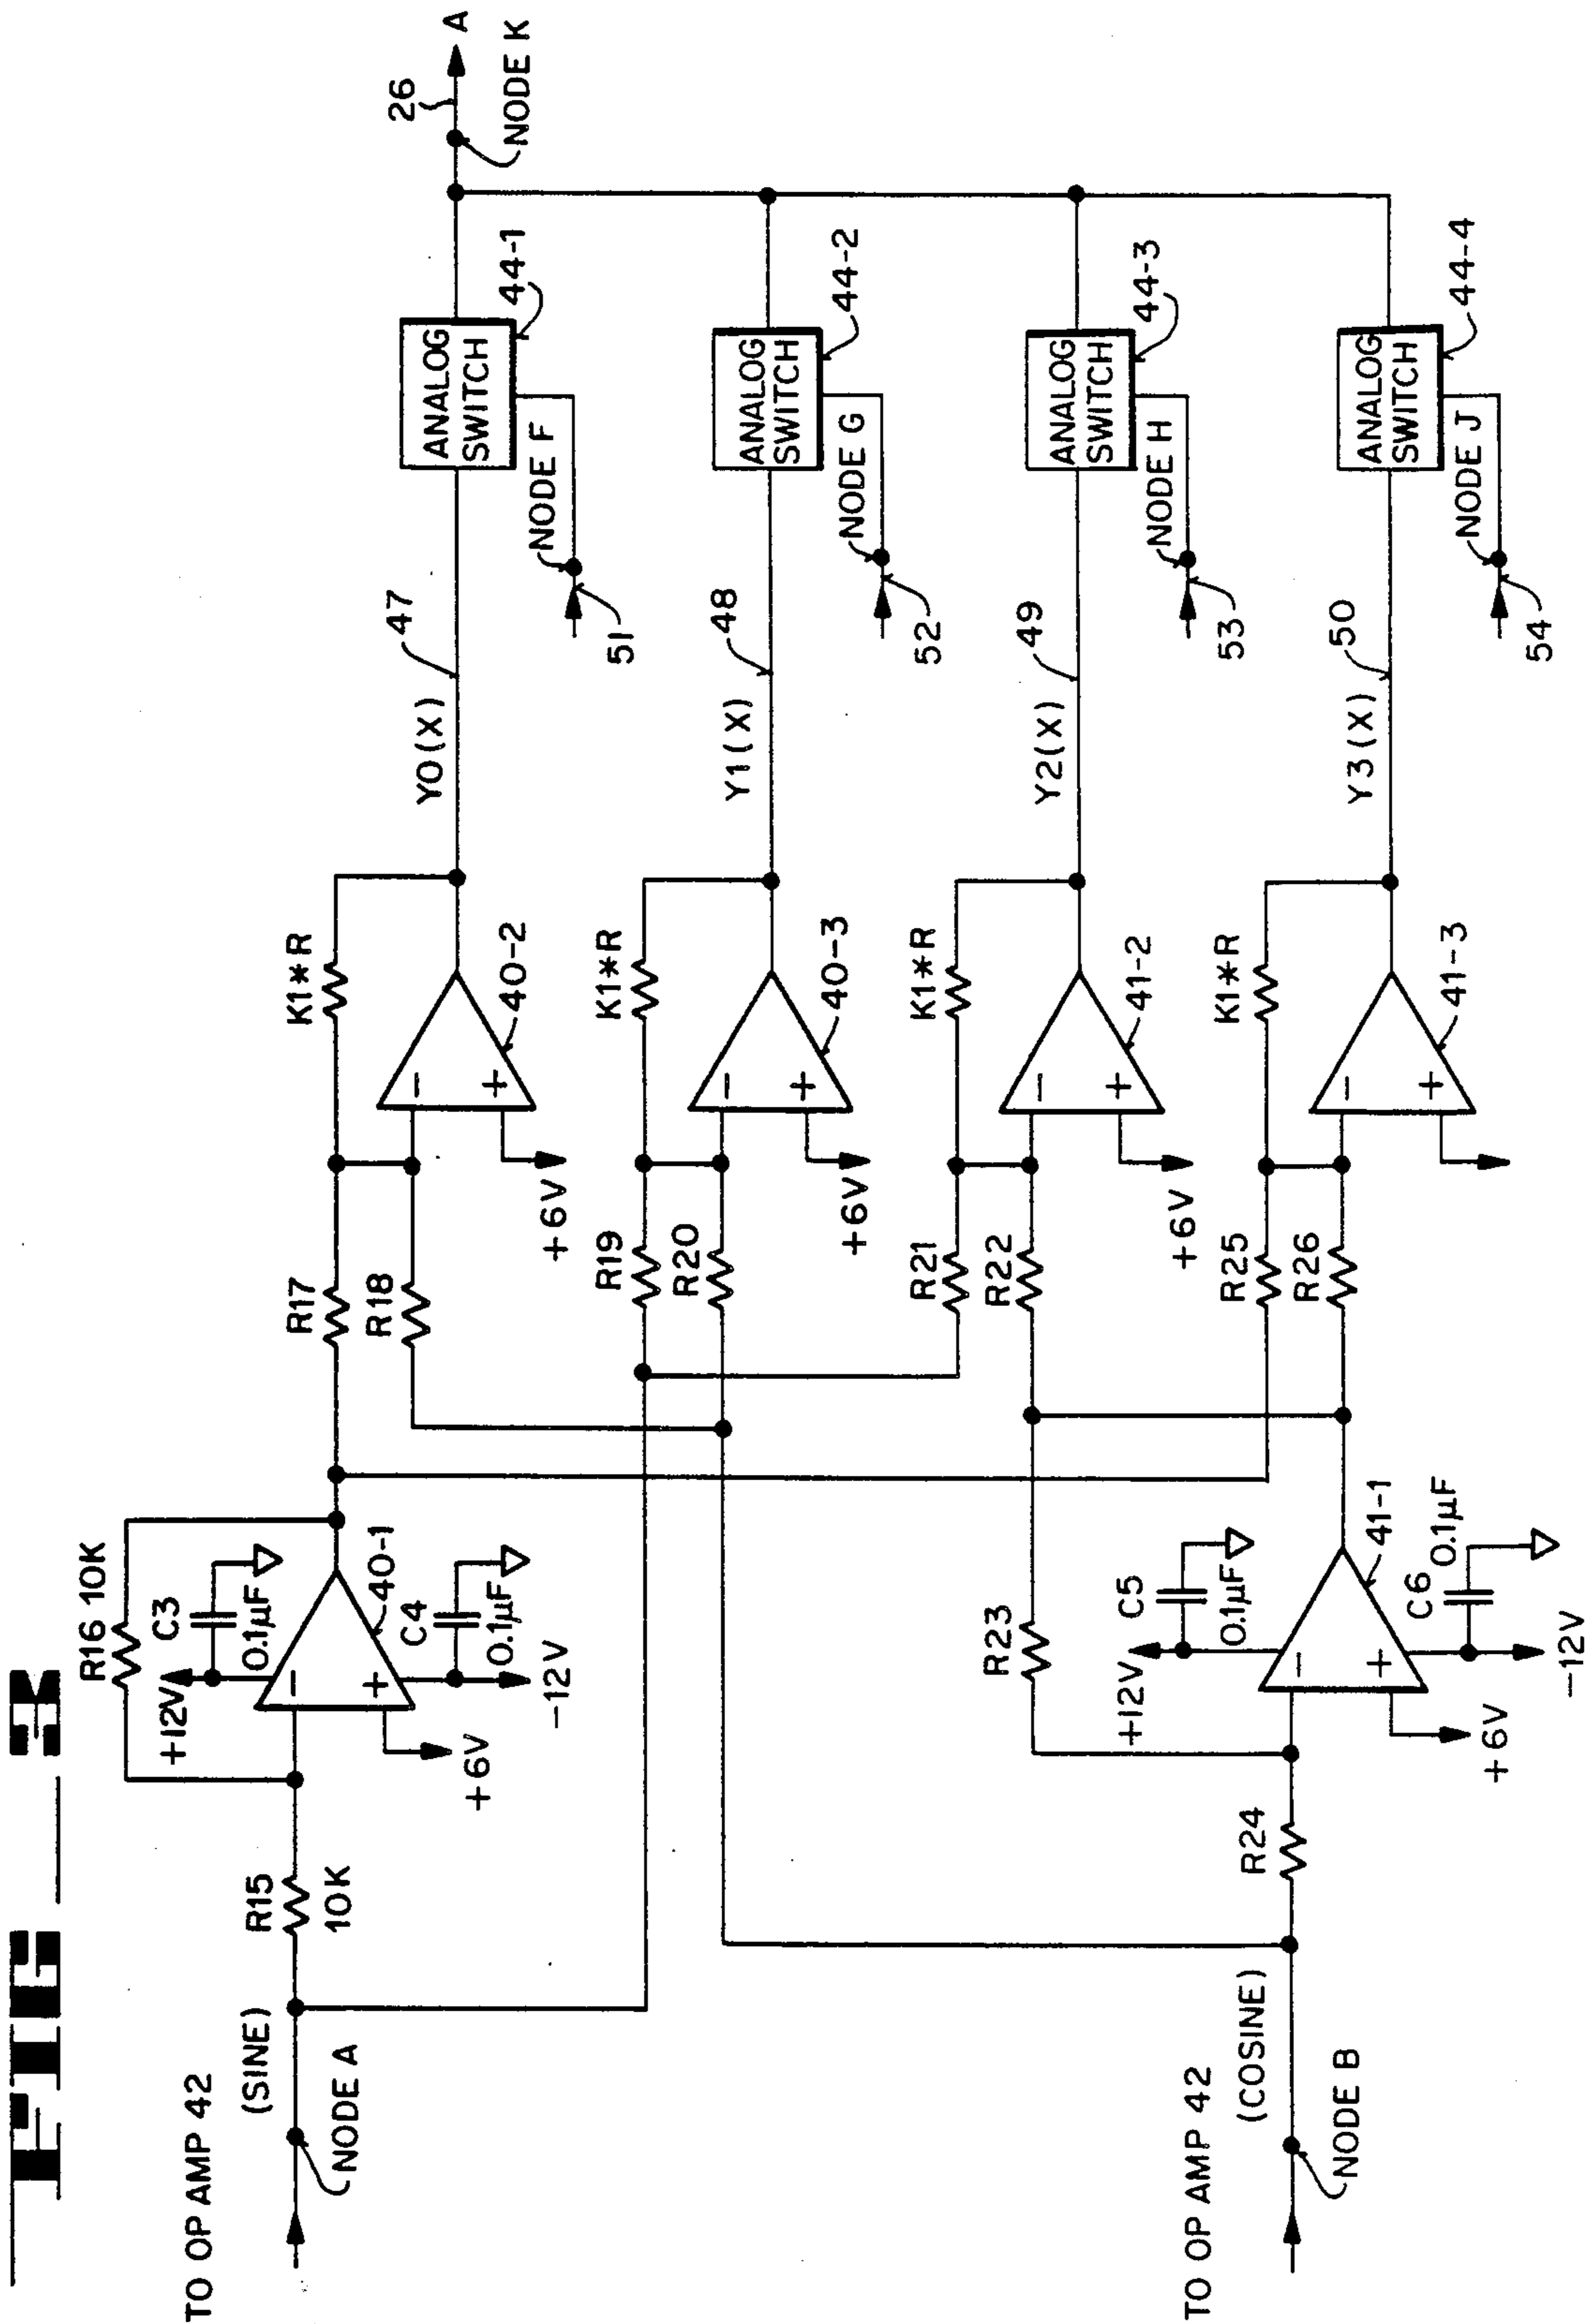 FIG_3
TO OP AMP 42
(SINE)
NODE A
R15
10K
R16 10K
+12V
C3
0.1µF
40-1
C4
0.1µF
-12V
+6V
R17
R18
K1*R
40-2
+6V
Y0(X)
47
ANALOG
SWITCH
44-1
NODE F
51
26
A
NODE K
R19
R20
K1*R
40-3
+6V
Y1(X)
48
ANALOG
SWITCH
44-2
NODE G
52
R21
R22
K1*R
41-2
+6V
Y2(X)
49
ANALOG
SWITCH
44-3
NODE H
53
R25
R26
K1*R
41-3
Y3(X)
50
ANALOG
SWITCH
44-4
NODE J
54
TO OP AMP 42
(COSINE)
NODE B
R24
R23
+12V
C5
0.1µF
41-1
C6
0.1µF
-12V
+6V